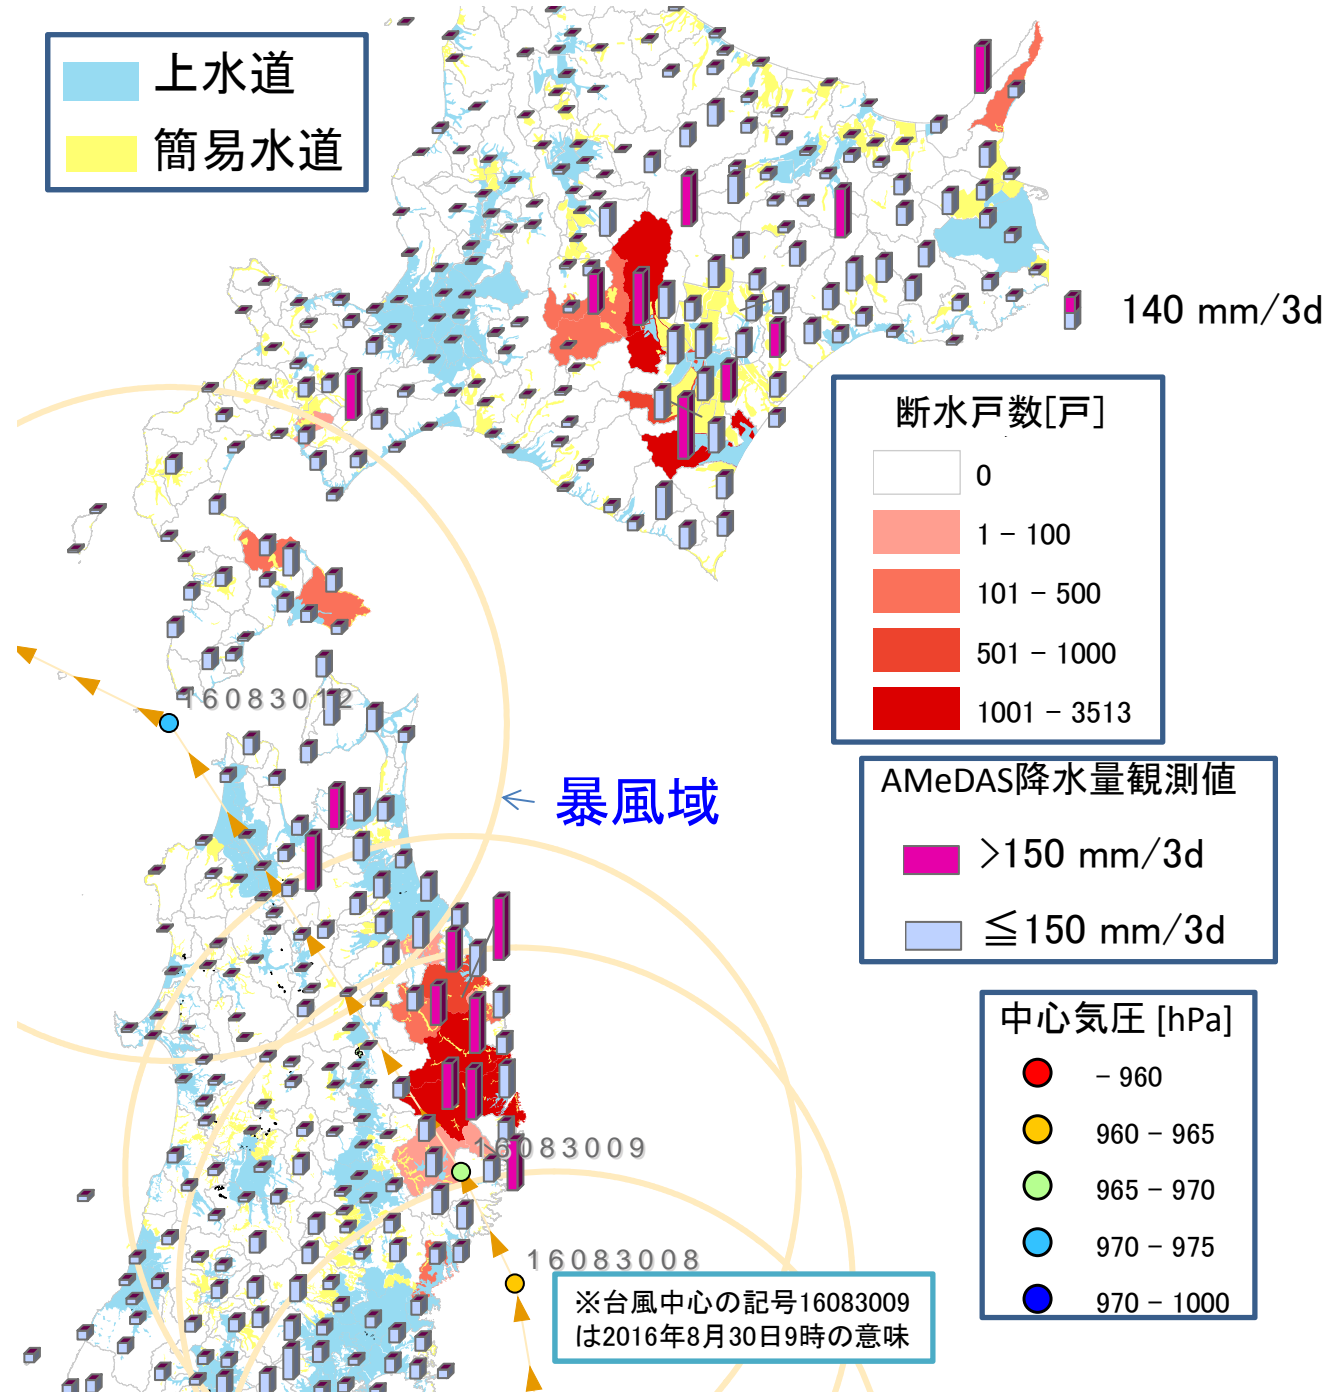 上水道
簡易水道
140 mm/3d
断水戸数[戸]
0
1 – 100
101 – 500
501 – 1000
1001 – 3513
16083012
暴風域
AMeDAS降水量観測値
>150 mm/3d
≦150 mm/3d
中心気圧 [hPa]
– 960
960 – 965
965 – 970
970 – 975
970 – 1000
16083009
16083008
※台風中心の記号16083009
は2016年8月30日9時の意味